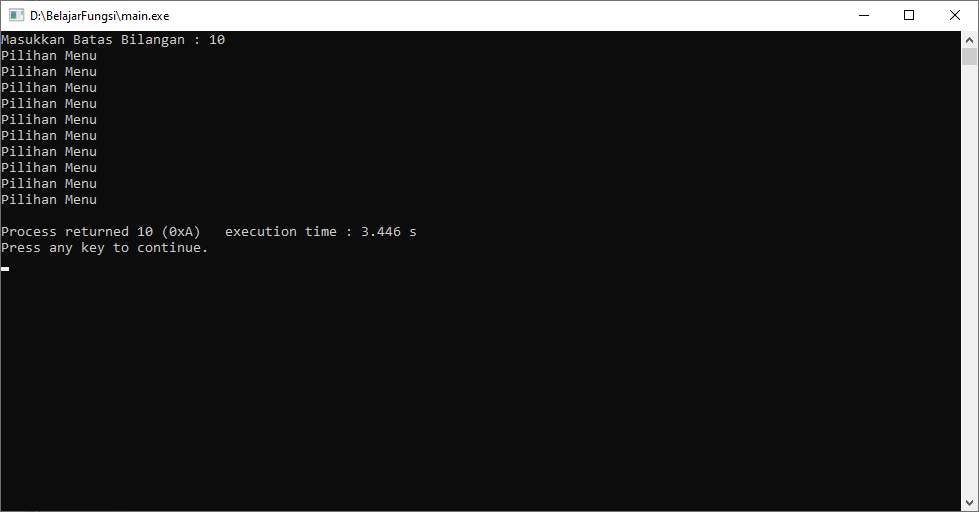 D:\BelajarFungsi\main.exe
Masukkan Batas Bilangan : 10
Pilihan Menu
Pilihan Menu
Pilihan Menu
Pilihan Menu
Pilihan Menu
Pilihan Menu
Pilihan Menu
Pilihan Menu
Pilihan Menu
Pilihan Menu
Process returned 10 (0xA)   execution time : 3.446 s
Press any key to continue.